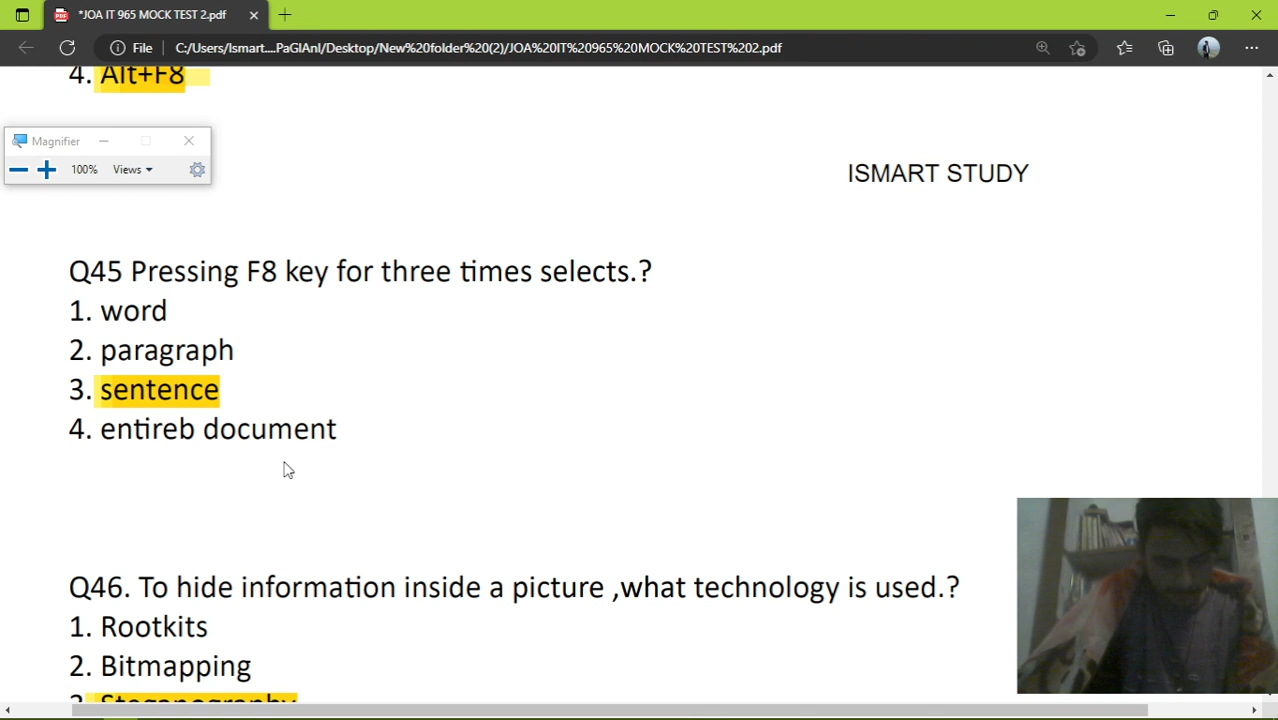 *JOA IT 965 MOCK TEST 2.pdf
File C:/Users/Ismart....PaGlAnI/Desktop/New%20folder%20(2)/JOA%20IT%20965%20MOCK%20TEST%202.pdf
4. Alt+F8
Magnifier
100% Views
ISMART STUDY
Q45 Pressing F8 key for three times selects.?
1. word
2. paragraph
3. sentence
4. entireb document
Q46. To hide information inside a picture ,what technology is used.?
1. Rootkits
2. Bitmapping
3. Steganography